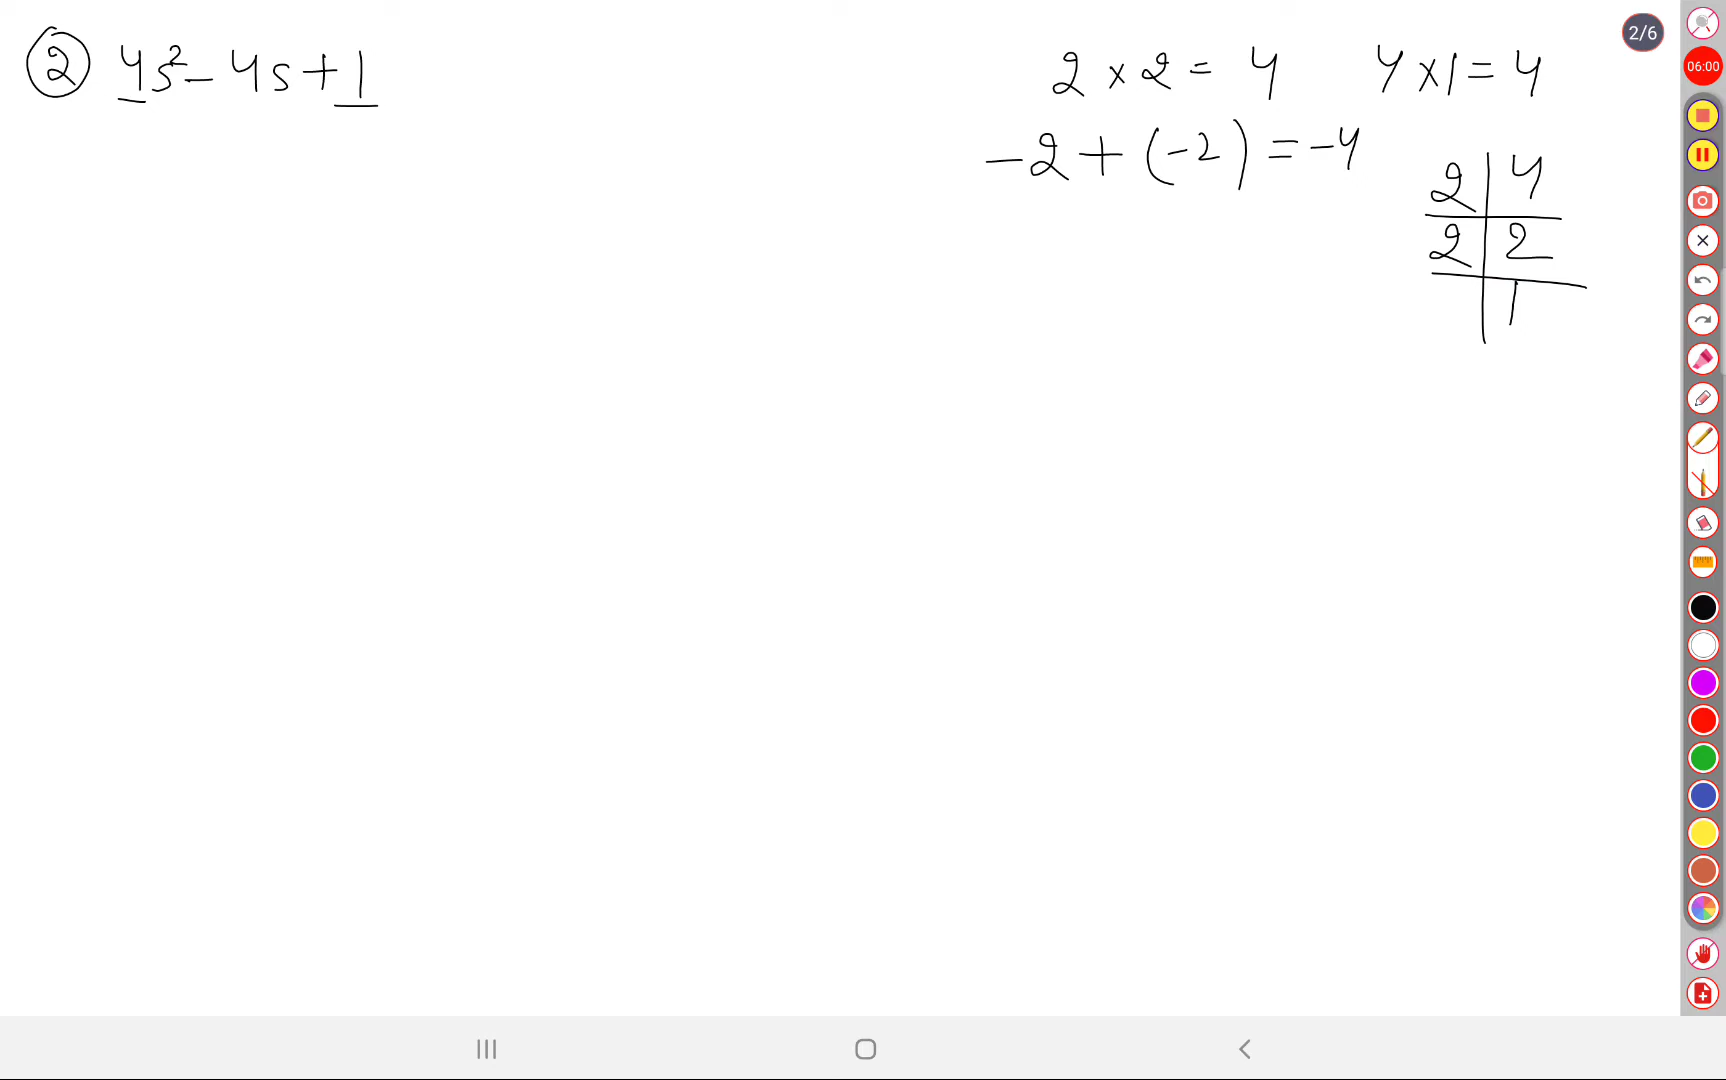 ② 4s² - 4s + 1
2 × 2 = 4    4 × 1 = 4
-2 + (-2) = -4
2 | 4
2 | 2
| 1
2/6
06:00